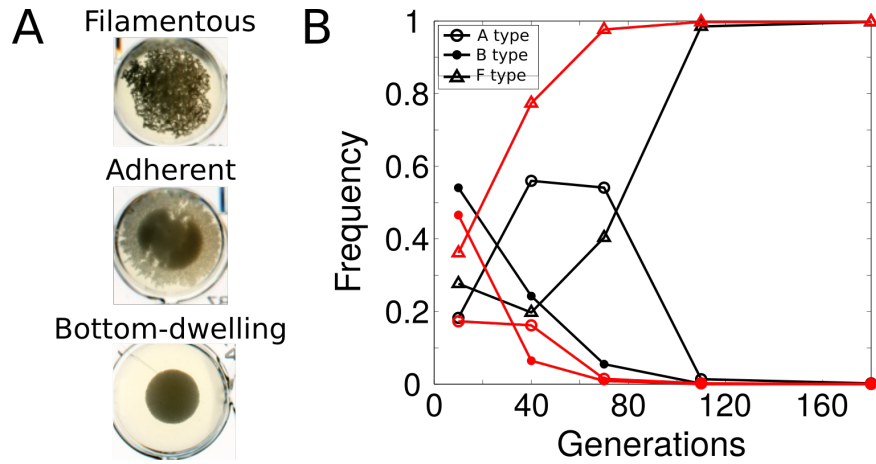 A
Filamentous
Adherent
Bottom-dwelling
B
A type
B type
F type
Frequency
1
0.8
0.6
0.4
0.2
0
0
40
80
120
160
Generations